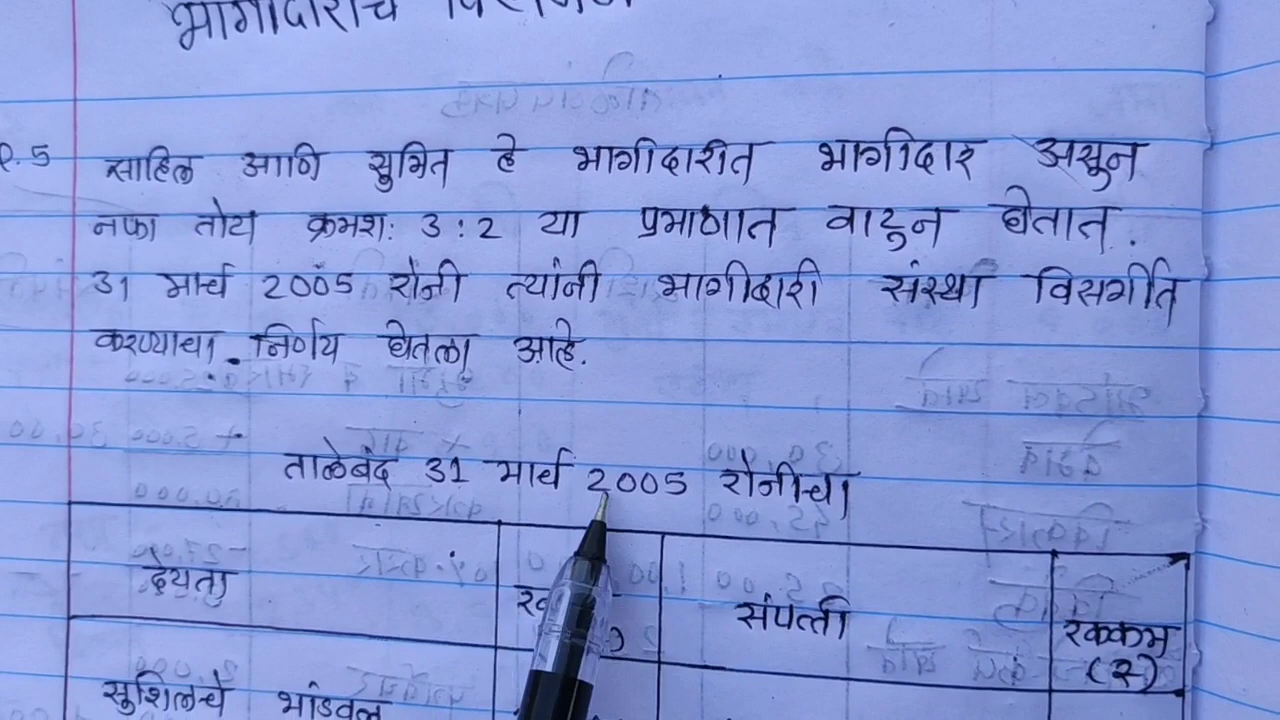 भागीदारीचे विसर्जन
Q.5 साहिल आणि सुमित हे भागीदारीत भागीदार असून
नफा तोटा क्रमश: 3 : 2 या प्रमाणात वाटुन घेतात.
31 मार्च 2005 रोजी त्यांनी भागीदारी संस्था विसर्गीत
करण्याचा निर्णय घेतला आहे.
ताळेबंद 31 मार्च 2005 रोजीचा
देयता संपत्ती रक्कम (रु)
सुशिलचे भांडवल